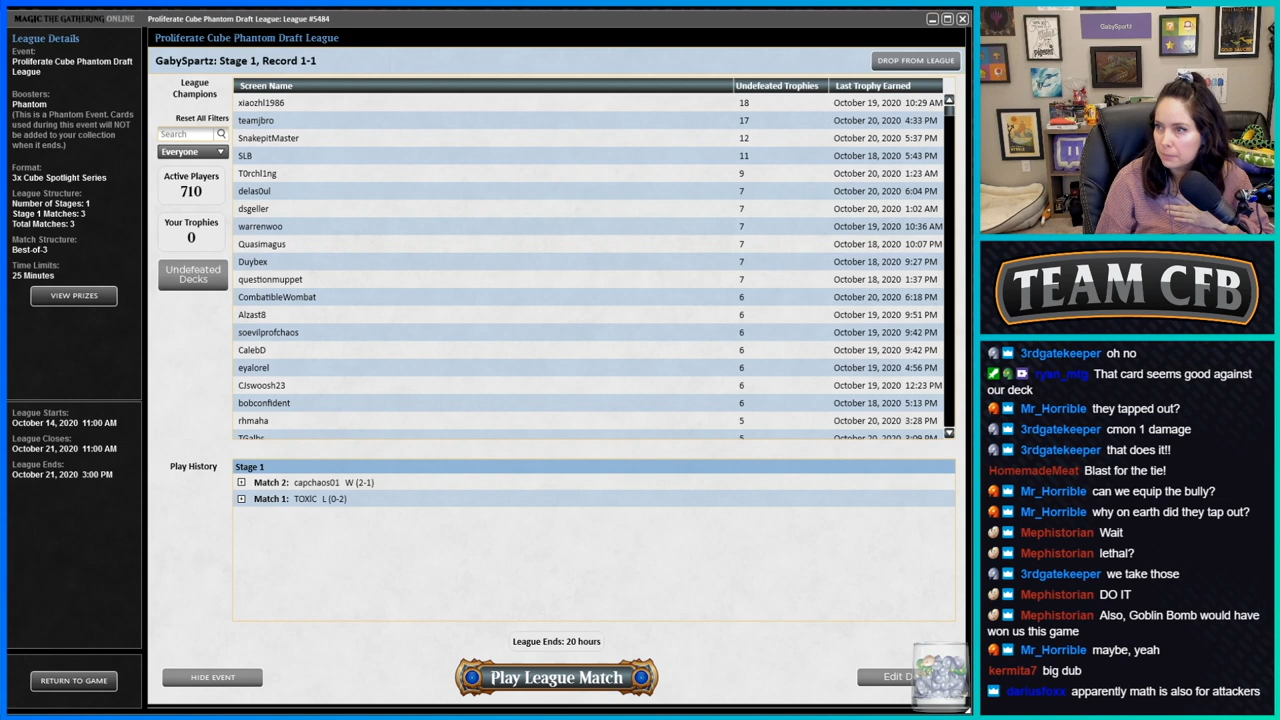 MAGIC THE GATHERING ONLINE
Proliferate Cube Phantom Draft League: League #5484
League Details
Event:
Proliferate Cube Phantom Draft
League
Boosters:
Phantom
(This is a Phantom Event. Cards
used during this event will NOT
be added to your collection
when it ends.)
Format:
3x Cube Spotlight Series
League Structure:
Number of Stages: 1
Stage 1 Matches: 3
Total Matches: 3
Match Structure:
Best-of-3
Time Limits:
25 Minutes
VIEW PRIZES
League Starts:
October 14, 2020 11:00 AM
League Closes:
October 21, 2020 11:00 AM
League Ends:
October 21, 2020 3:00 PM
RETURN TO GAME
Proliferate Cube Phantom Draft League
GabySpartz: Stage 1, Record 1-1
DROP FROM LEAGUE
League
Champions
Reset All Filters
Search
Everyone
Active Players
710
Your Trophies
0
Undefeated
Decks
Screen Name Undefeated Trophies Last Trophy Earned
xiaozhl1986 18 October 19, 2020 10:29 AM
teamjbro 17 October 20, 2020 4:33 PM
SnakepitMaster 12 October 20, 2020 5:37 PM
SLB 11 October 18, 2020 5:43 PM
T0rchl1ng 9 October 20, 2020 1:23 AM
delas0ul 7 October 20, 2020 6:04 PM
dsgeller 7 October 20, 2020 1:02 AM
warrenwoo 7 October 20, 2020 10:36 AM
Quasimagus 7 October 18, 2020 10:07 PM
Duybex 7 October 18, 2020 9:27 PM
questionmuppet 7 October 18, 2020 1:37 PM
CombatibleWombat 6 October 20, 2020 6:18 PM
Alzast8 6 October 19, 2020 9:51 PM
soevilprofchaos 6 October 19, 2020 9:42 PM
CalebD 6 October 19, 2020 9:42 PM
eyalorel 6 October 19, 2020 4:56 PM
CJswoosh23 6 October 19, 2020 12:23 PM
bobconfident 6 October 18, 2020 5:13 PM
rhmaha 5 October 20, 2020 3:28 PM
Play History
Stage 1
Match 2: capchaos01 W (2-1)
Match 1: TOXIC L (0-2)
League Ends: 20 hours
HIDE EVENT
Play League Match
Edit D
GabySpartz
TEAM CFB
3rdgatekeeper oh no
ryan_mtg That card seems good against
our deck
Mr_Horrible they tapped out?
3rdgatekeeper cmon 1 damage
3rdgatekeeper that does it!!
HomemadeMeat Blast for the tie!
Mr_Horrible can we equip the bully?
Mr_Horrible why on earth did they tap out?
Mephistorian Wait
Mephistorian lethal?
3rdgatekeeper we take those
Mephistorian DO IT
Mephistorian Also, Goblin Bomb would have
won us this game
Mr_Horrible maybe, yeah
kermita7 big dub
dariusfoxx apparently math is also for attackers